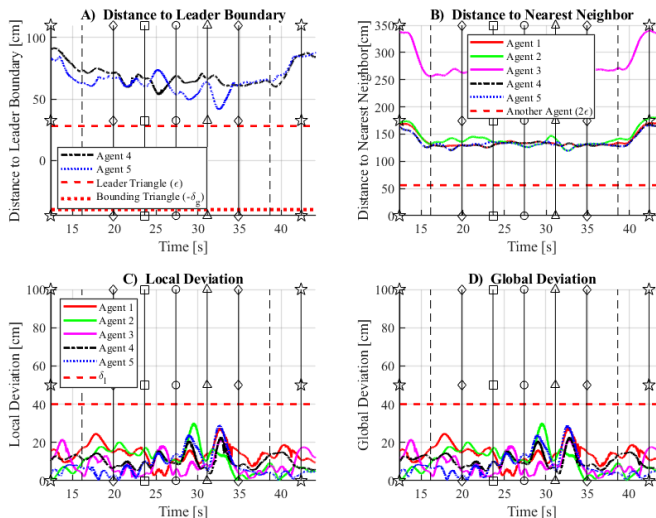 A) Distance to Leader Boundary
Distance to Leader Boundary [cm]
100
50
0
Agent 4
Agent 5
Leader Triangle (ϵ)
Bounding Triangle (-δg)
15 20 25 30 35 40
Time [s]
B) Distance to Nearest Neighbor
Distance to Nearest Neighbor[cm]
350
300
250
200
150
100
50
0
Agent 1
Agent 2
Agent 3
Agent 4
Agent 5
Another Agent (2ϵ)
15 20 25 30 35 40
Time [s]
C) Local Deviation
Local Deviation [cm]
100
80
60
40
20
0
Agent 1
Agent 2
Agent 3
Agent 4
Agent 5
δl
15 20 25 30 35 40
Time [s]
D) Global Deviation
Global Deviation [cm]
100
80
60
40
20
0
15 20 25 30 35 40
Time [s]